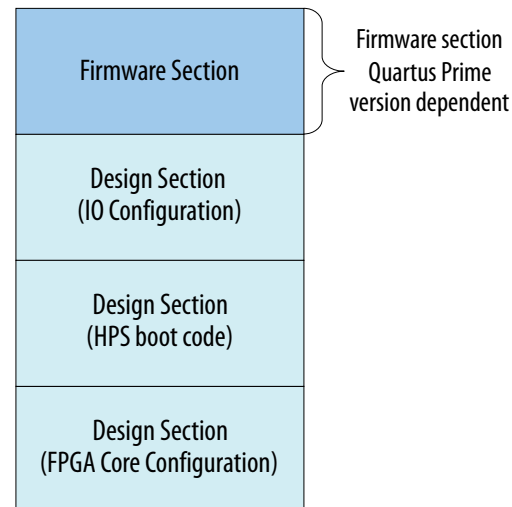 Firmware Section
Firmware section
Quartus Prime
version dependent
Design Section
(IO Configuration)
Design Section
(HPS boot code)
Design Section
(FPGA Core Configuration)